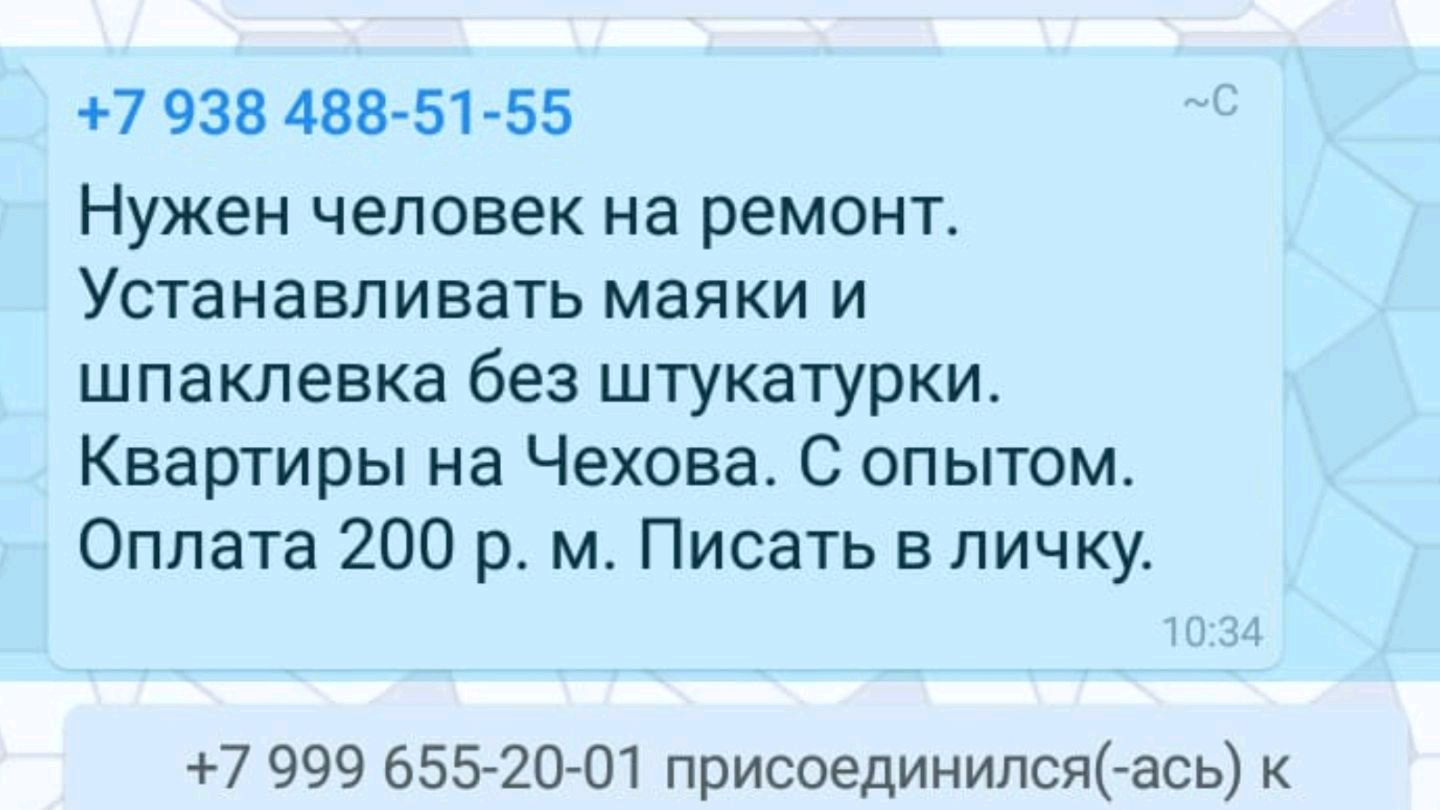 +7 938 488-51-55 ~C
Нужен человек на ремонт.
Устанавливать маяки и
шпаклевка без штукатурки.
Квартиры на Чехова. С опытом.
Оплата 200 р. м. Писать в личку.
10:34
+7 999 655-20-01 присоединился(-ась) к